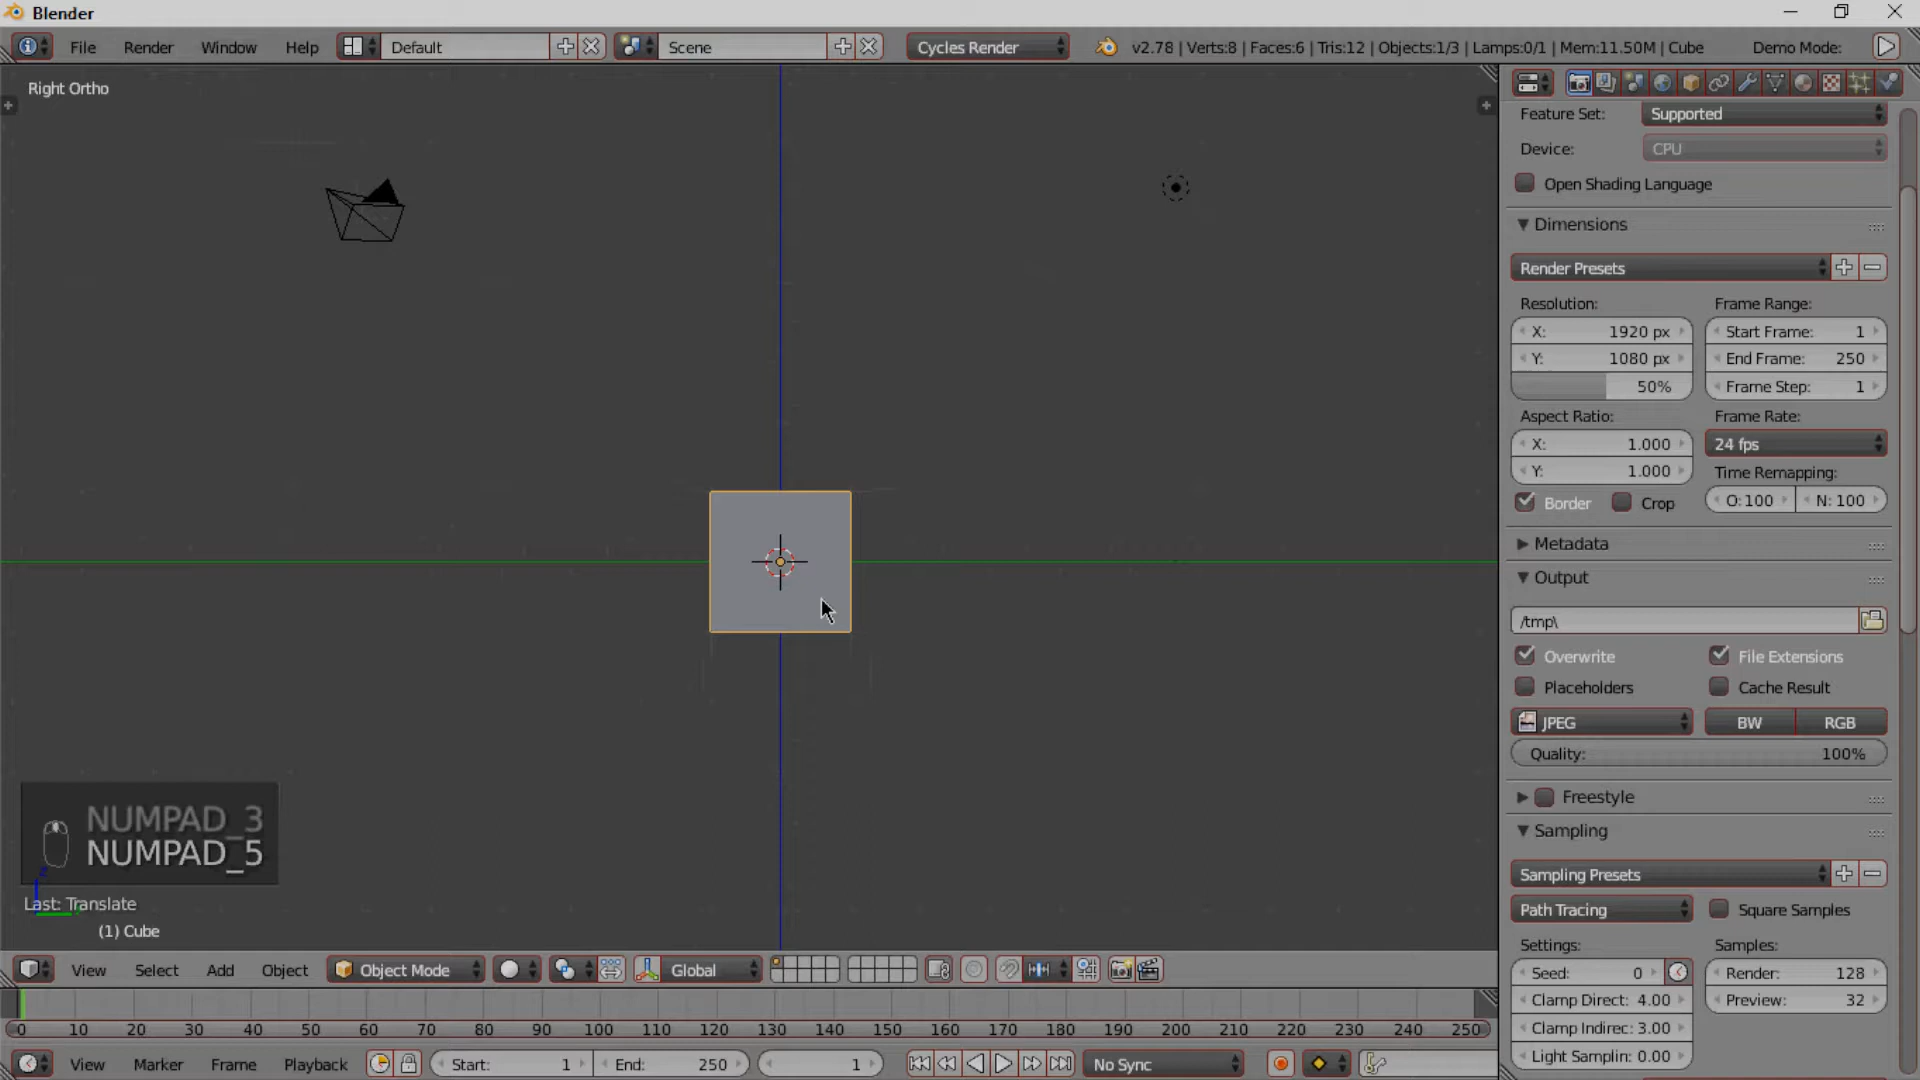 Blender
File Render Window Help Default Scene Cycles Render v2.78 | Verts:8 | Faces:6 | Tris:12 | Objects:1/3 | Lamps:0/1 | Mem:11.50M | Cube Demo Mode:
Right Ortho
Feature Set: Supported
Device: CPU
Open Shading Language
Dimensions
Render Presets
Resolution: Frame Range:
X: 1920 px Start Frame: 1
Y: 1080 px End Frame: 250
50% Frame Step: 1
Aspect Ratio: Frame Rate:
X: 1.000 24 fps
Y: 1.000 Time Remapping:
Border Crop O: 100 N: 100
Metadata
Output
/tmp\
Overwrite File Extensions
Placeholders Cache Result
JPEG BW RGB
Quality: 100%
Freestyle
Sampling
Sampling Presets
Path Tracing Square Samples
Settings: Samples:
Seed: 0 Render: 128
Clamp Direct: 4.00 Preview: 32
Clamp Indirec: 3.00
Light Samplin: 0.00
NUMPAD_3
NUMPAD_5
z
Last: Translate
(1) Cube
View Select Add Object Object Mode Global
0 10 20 30 40 50 60 70 80 90 100 110 120 130 140 150 160 170 180 190 200 210 220 230 240 250
View Marker Frame Playback Start: 1 End: 250 1 No Sync